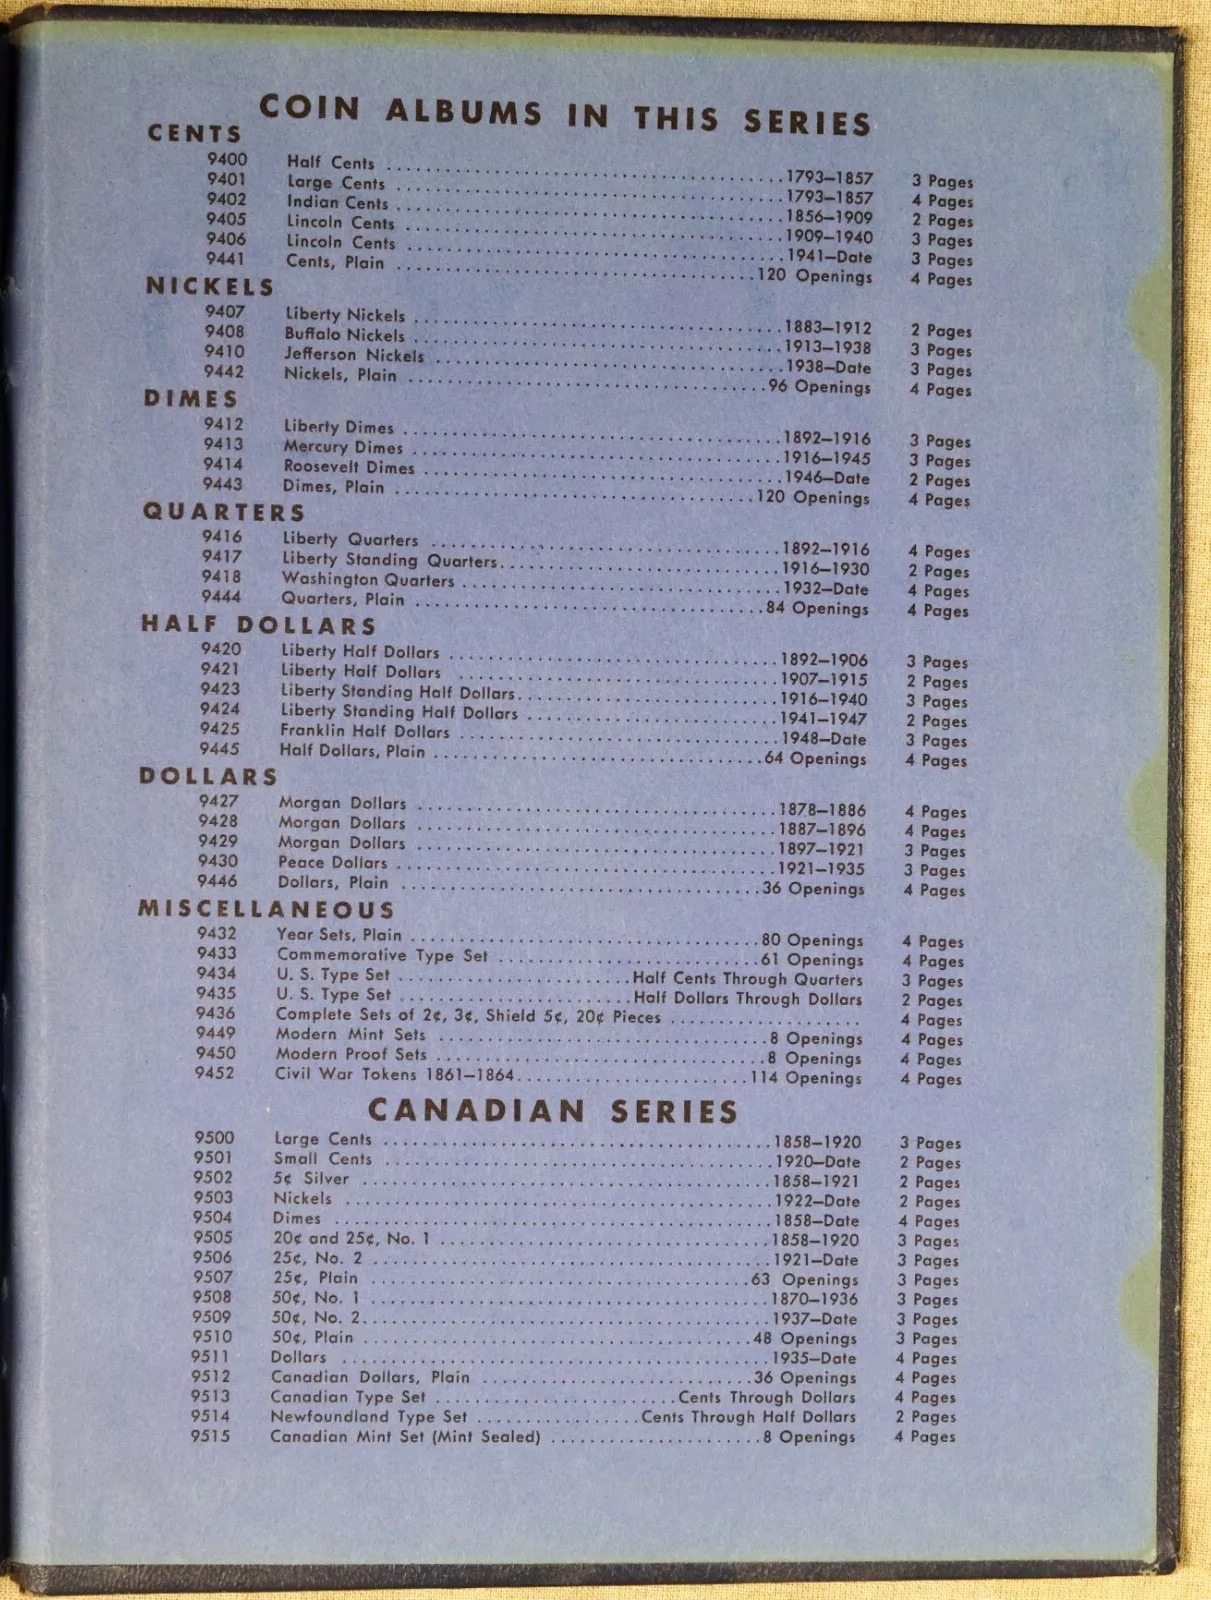 COIN ALBUMS IN THIS SERIES
CENTS
9400 Half Cents ........ 1793–1857 3 Pages
9401 Large Cents ........ 1793–1857 4 Pages
9402 Indian Cents ........ 1856–1909 2 Pages
9405 Lincoln Cents ........ 1909–1940 3 Pages
9406 Lincoln Cents ........ 1941–Date 3 Pages
9441 Cents, Plain ........ 120 Openings 4 Pages
NICKELS
9407 Liberty Nickels ........ 1883–1912 2 Pages
9408 Buffalo Nickels ........ 1913–1938 3 Pages
9410 Jefferson Nickels ........ 1938–Date 3 Pages
9442 Nickels, Plain ........ 96 Openings 4 Pages
DIMES
9412 Liberty Dimes ........ 1892–1916 3 Pages
9413 Mercury Dimes ........ 1916–1945 3 Pages
9414 Roosevelt Dimes ........ 1946–Date 2 Pages
9443 Dimes, Plain ........ 120 Openings 4 Pages
QUARTERS
9416 Liberty Quarters ........ 1892–1916 4 Pages
9417 Liberty Standing Quarters ........ 1916–1930 2 Pages
9418 Washington Quarters ........ 1932–Date 4 Pages
9444 Quarters, Plain ........ 84 Openings 4 Pages
HALF DOLLARS
9420 Liberty Half Dollars ........ 1892–1906 3 Pages
9421 Liberty Half Dollars ........ 1907–1915 2 Pages
9423 Liberty Standing Half Dollars ........ 1916–1940 3 Pages
9424 Liberty Standing Half Dollars ........ 1941–1947 2 Pages
9425 Franklin Half Dollars ........ 1948–Date 3 Pages
9445 Half Dollars, Plain ........ 64 Openings 4 Pages
DOLLARS
9427 Morgan Dollars ........ 1878–1886 4 Pages
9428 Morgan Dollars ........ 1887–1896 4 Pages
9429 Morgan Dollars ........ 1897–1921 3 Pages
9430 Peace Dollars ........ 1921–1935 3 Pages
9446 Dollars, Plain ........ 36 Openings 4 Pages
MISCELLANEOUS
9432 Year Sets, Plain ........ 80 Openings 4 Pages
9433 Commemorative Type Set ........ 61 Openings 4 Pages
9434 U. S. Type Set ........ Half Cents Through Quarters 3 Pages
9435 U. S. Type Set ........ Half Dollars Through Dollars 2 Pages
9436 Complete Sets of 2¢, 3¢, Shield 5¢, 20¢ Pieces ........ 4 Pages
9449 Modern Mint Sets ........ 8 Openings 4 Pages
9450 Modern Proof Sets ........ 8 Openings 4 Pages
9452 Civil War Tokens 1861–1864 ........ 114 Openings 4 Pages
CANADIAN SERIES
9500 Large Cents ........ 1858–1920 3 Pages
9501 Small Cents ........ 1920–Date 2 Pages
9502 5¢ Silver ........ 1858–1921 2 Pages
9503 Nickels ........ 1922–Date 2 Pages
9504 Dimes ........ 1858–Date 4 Pages
9505 20¢ and 25¢, No. 1 ........ 1858–1920 3 Pages
9506 25¢, No. 2 ........ 1921–Date 3 Pages
9507 25¢, Plain ........ 63 Openings 3 Pages
9508 50¢, No. 1 ........ 1870–1936 3 Pages
9509 50¢, No. 2 ........ 1937–Date 3 Pages
9510 50¢, Plain ........ 48 Openings 3 Pages
9511 Dollars ........ 1935–Date 4 Pages
9512 Canadian Dollars, Plain ........ 36 Openings 4 Pages
9513 Canadian Type Set ........ Cents Through Dollars 4 Pages
9514 Newfoundland Type Set ........ Cents Through Half Dollars 2 Pages
9515 Canadian Mint Set (Mint Sealed) ........ 8 Openings 4 Pages